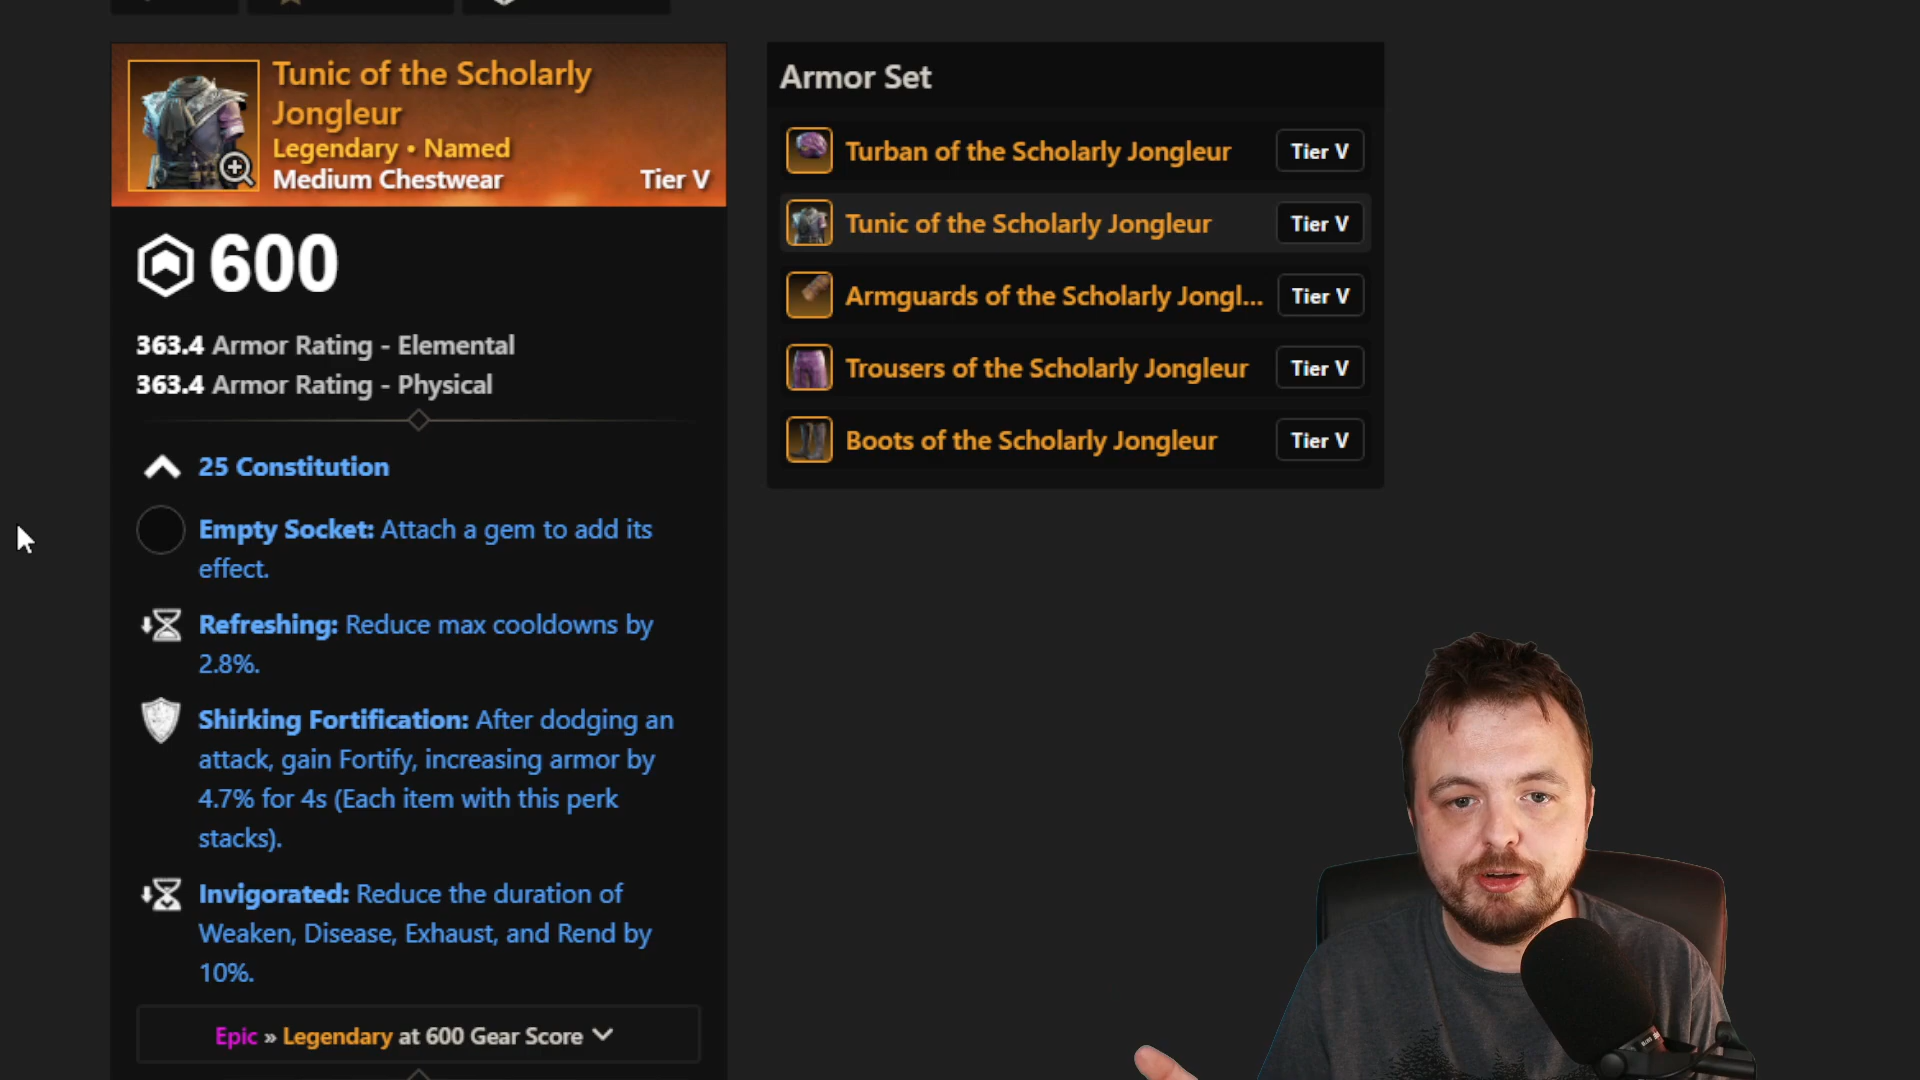 Tunic of the Scholarly
Jongleur
Legendary • Named
Medium Chestwear
Tier V
600
363.4 Armor Rating - Elemental
363.4 Armor Rating - Physical
25 Constitution
Empty Socket: Attach a gem to add its
effect.
Refreshing: Reduce max cooldowns by
2.8%.
Shirking Fortification: After dodging an
attack, gain Fortify, increasing armor by
4.7% for 4s (Each item with this perk
stacks).
Invigorated: Reduce the duration of
Weaken, Disease, Exhaust, and Rend by
10%.
Epic » Legendary at 600 Gear Score
Armor Set
Turban of the Scholarly Jongleur Tier V
Tunic of the Scholarly Jongleur Tier V
Armguards of the Scholarly Jongl... Tier V
Trousers of the Scholarly Jongleur Tier V
Boots of the Scholarly Jongleur Tier V